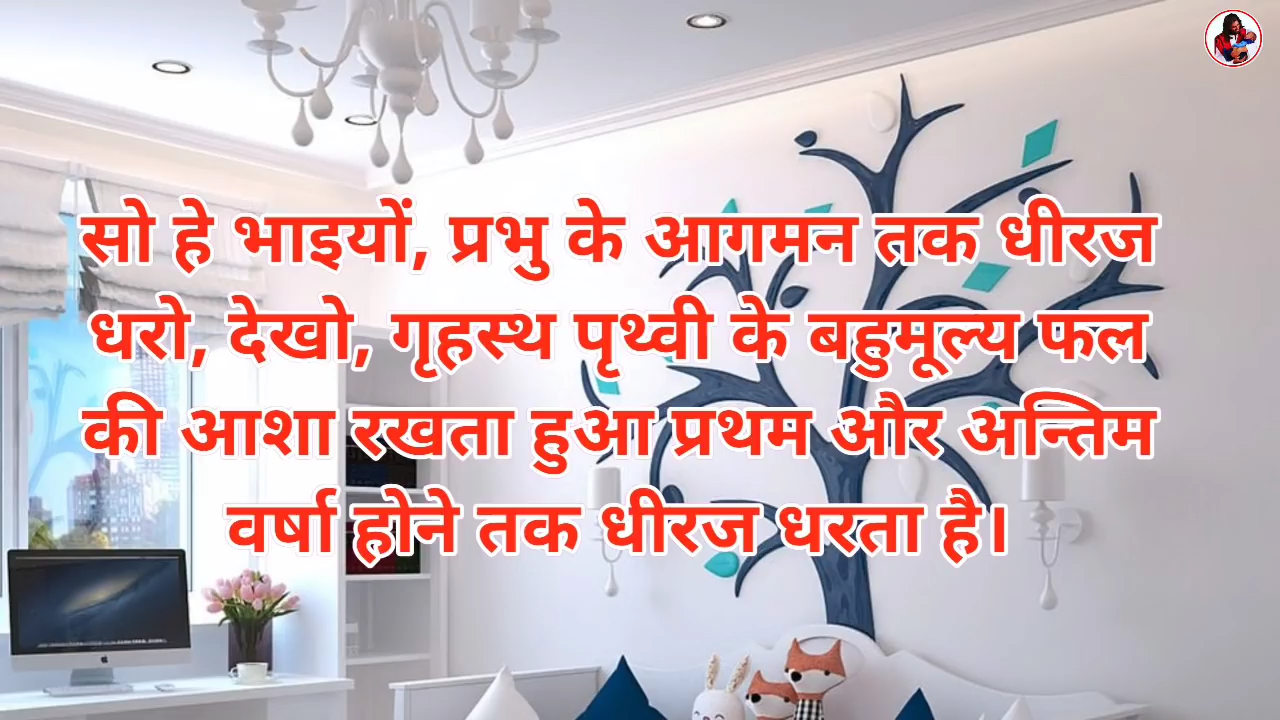 सो हे भाइयों, प्रभु के आगमन तक धीरज
धरो, देखो, गृहस्थ पृथ्वी के बहुमूल्य फल
की आशा रखता हुआ प्रथम और अन्तिम
वर्षा होने तक धीरज धरता है।